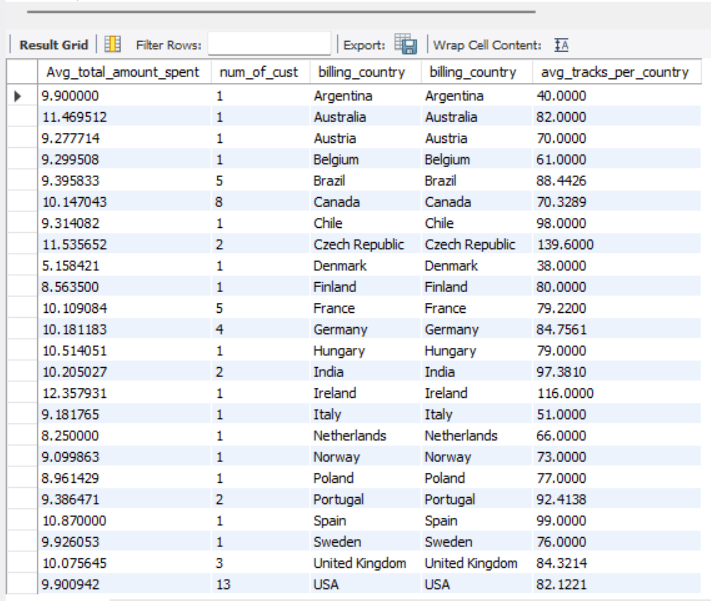 Result Grid Filter Rows: Export: Wrap Cell Content: IA
Avg_total_amount_spent num_of_cust billing_country billing_country avg_tracks_per_country
9.900000 1 Argentina Argentina 40.0000
11.469512 1 Australia Australia 82.0000
9.277714 1 Austria Austria 70.0000
9.299508 1 Belgium Belgium 61.0000
9.395833 5 Brazil Brazil 88.4426
10.147043 8 Canada Canada 70.3289
9.314082 1 Chile Chile 98.0000
11.535652 2 Czech Republic Czech Republic 139.6000
5.158421 1 Denmark Denmark 38.0000
8.563500 1 Finland Finland 80.0000
10.109084 5 France France 79.2200
10.181183 4 Germany Germany 84.7561
10.514051 1 Hungary Hungary 79.0000
10.205027 2 India India 97.3810
12.357931 1 Ireland Ireland 116.0000
9.181765 1 Italy Italy 51.0000
8.250000 1 Netherlands Netherlands 66.0000
9.099863 1 Norway Norway 73.0000
8.961429 1 Poland Poland 77.0000
9.386471 2 Portugal Portugal 92.4138
10.870000 1 Spain Spain 99.0000
9.926053 1 Sweden Sweden 76.0000
10.075645 3 United Kingdom United Kingdom 84.3214
9.900942 13 USA USA 82.1221